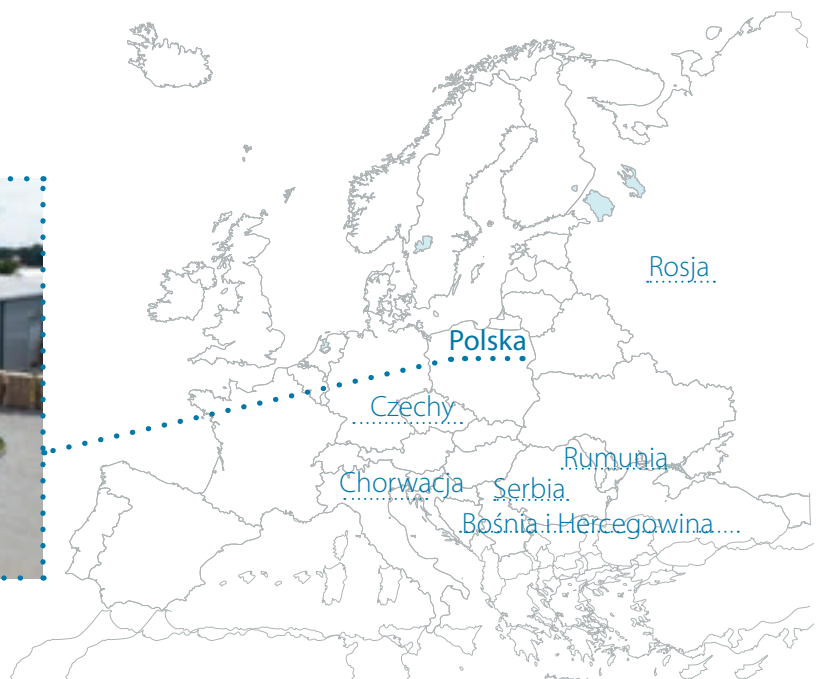 Rosja
Polska
Czechy
Rumunia
Chorwacja
Serbia
Bośnia i Hercegowina